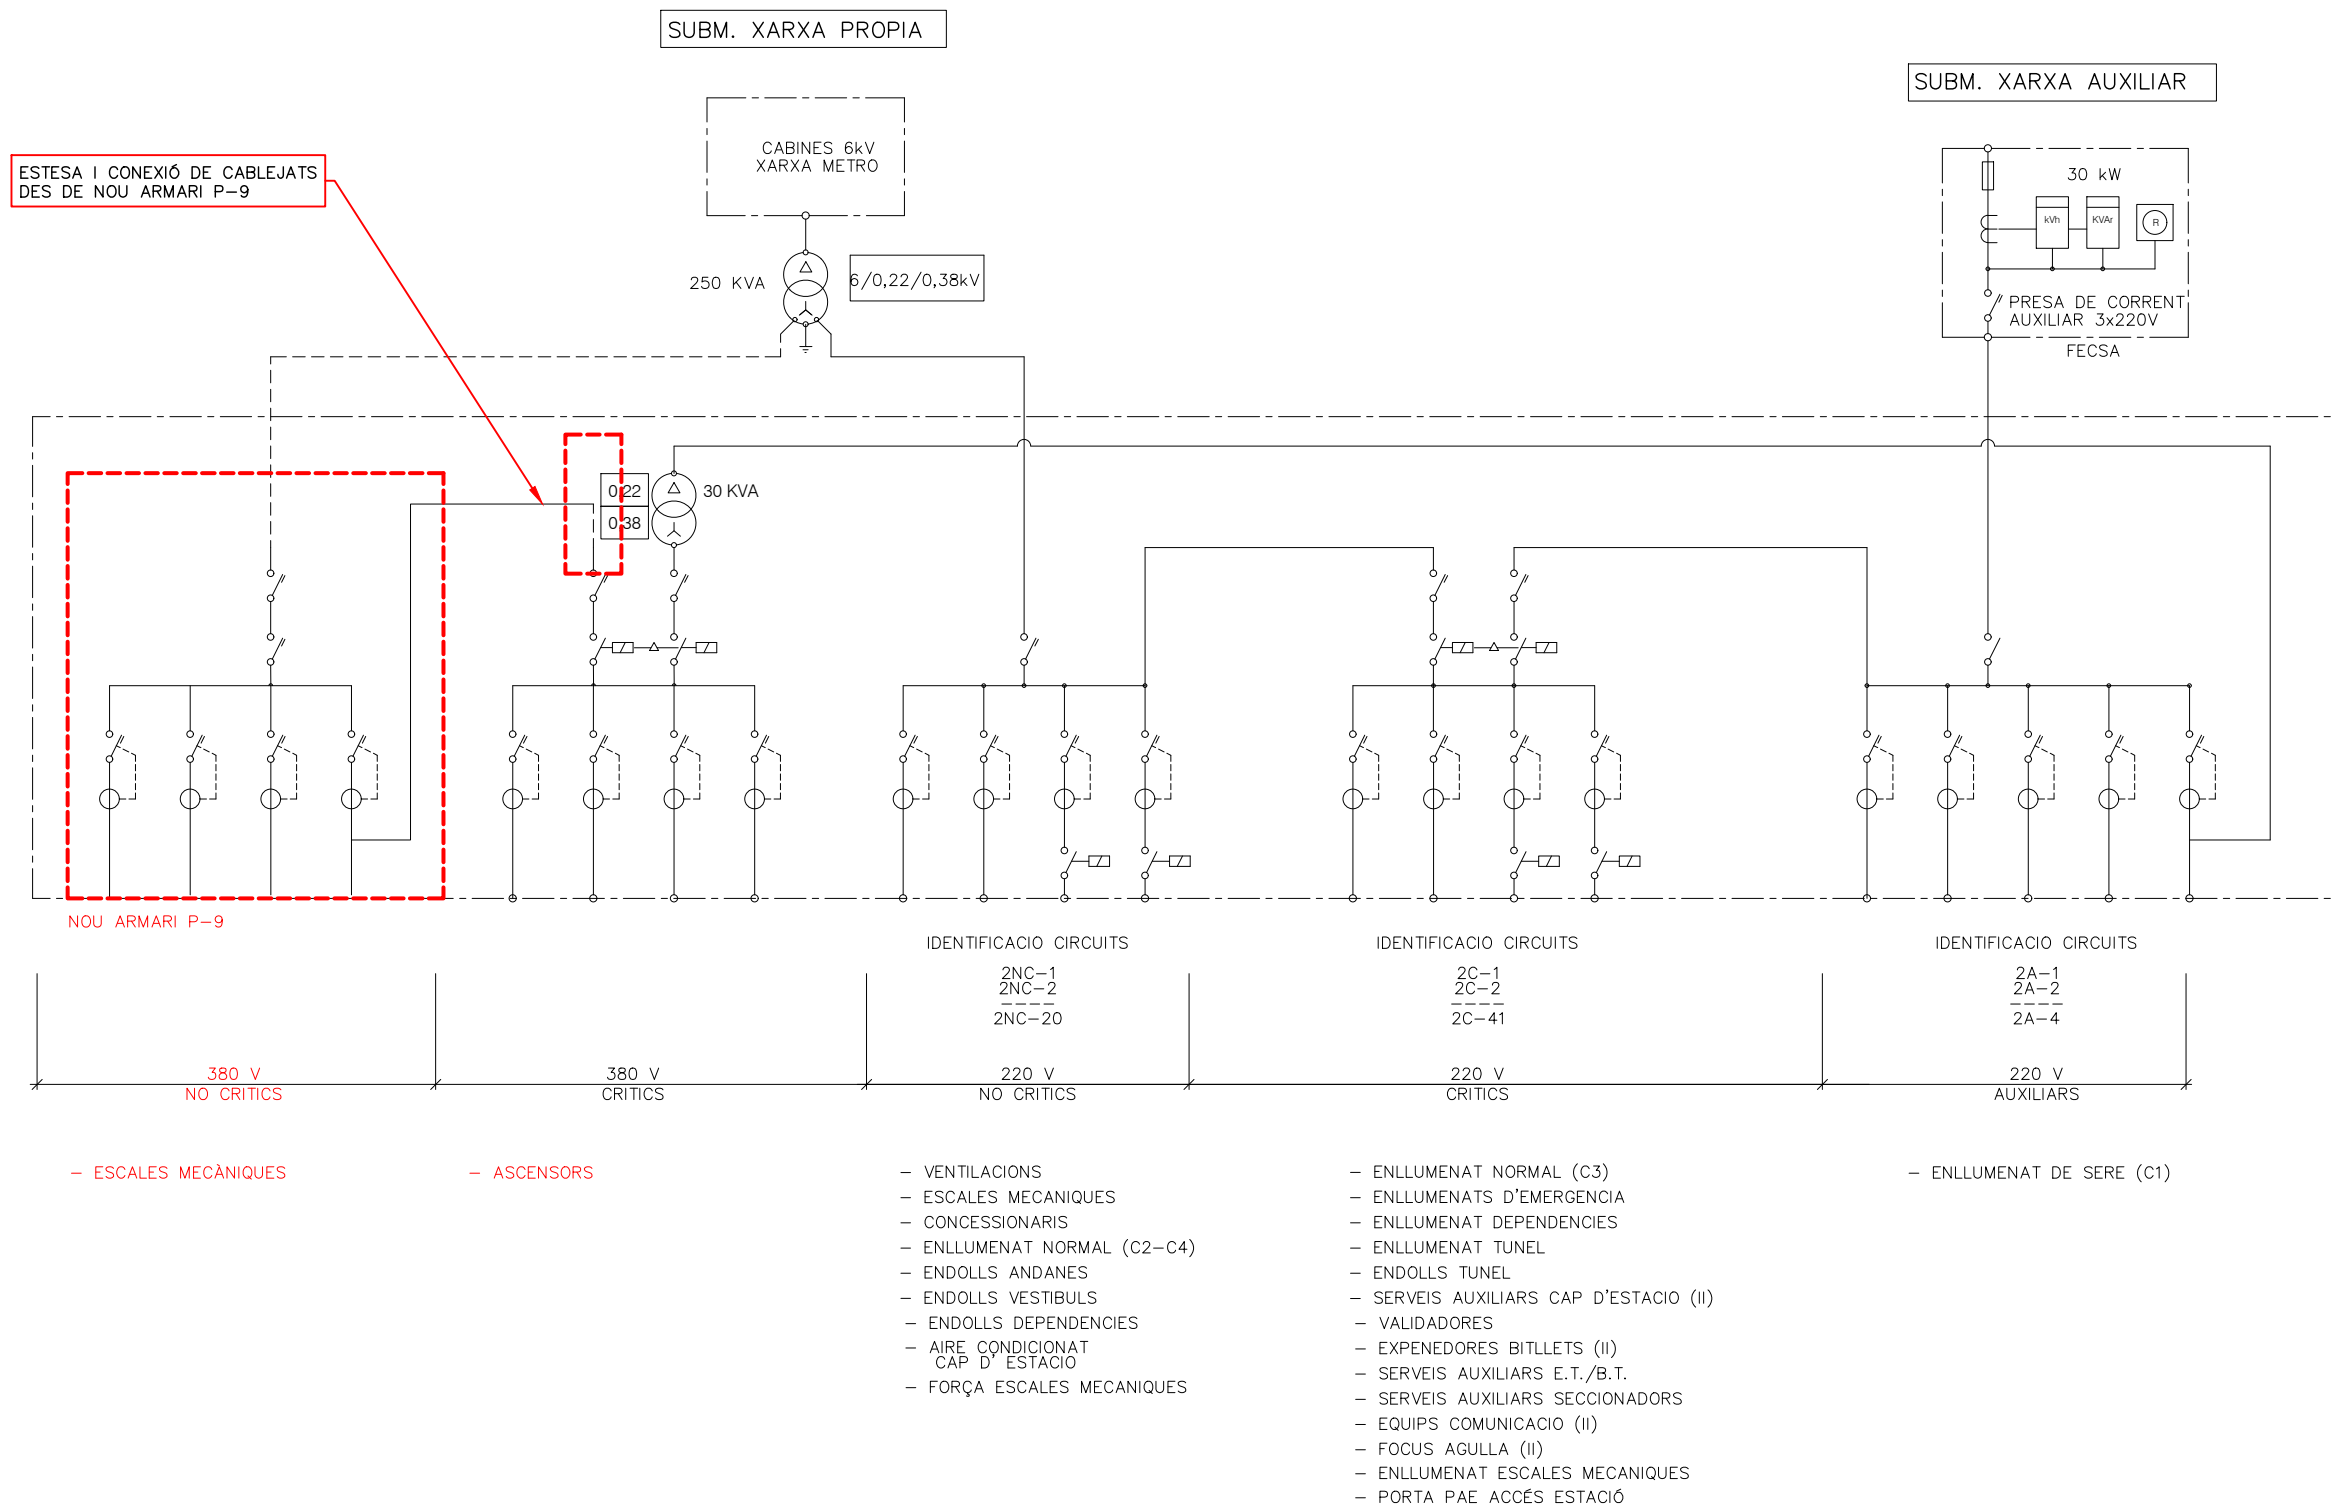 SUBM. XARXA PROPIA
SUBM. XARXA AUXILIAR
CABINES 6kV
XARXA METRO
ESTESA I CONEXIÓ DE CABLEJATS
DES DE NOU ARMARI P-9
30 kW
kVh
KVAr
R
250 KVA
6/0,22/0,38kV
PRESA DE CORRENT
AUXILIAR 3x220V
FECSA
0,22
30 KVA
0,38
NOU ARMARI P-9
IDENTIFICACIO CIRCUITS
2NC-1
2NC-2
----
2NC-20
IDENTIFICACIO CIRCUITS
2C-1
2C-2
----
2C-41
IDENTIFICACIO CIRCUITS
2A-1
2A-2
----
2A-4
380 V
NO CRITICS
380 V
CRITICS
220 V
NO CRITICS
220 V
CRITICS
220 V
AUXILIARS
- ESCALES MECÀNIQUES
- ASCENSORS
- VENTILACIONS
- ESCALES MECANIQUES
- CONCESSIONARIS
- ENLLUMENAT NORMAL (C2-C4)
- ENDOLLS ANDANES
- ENDOLLS VESTIBULS
- ENDOLLS DEPENDENCIES
- AIRE CONDICIONAT
CAP D' ESTACIO
- FORÇA ESCALES MECANIQUES
- ENLLUMENAT NORMAL (C3)
- ENLLUMENATS D'EMERGENCIA
- ENLLUMENAT DEPENDENCIES
- ENLLUMENAT TUNEL
- ENDOLLS TUNEL
- SERVEIS AUXILIARS CAP D'ESTACIO (II)
- VALIDADORES
- EXPENEDORES BITLLETS (II)
- SERVEIS AUXILIARS E.T./B.T.
- SERVEIS AUXILIARS SECCIONADORS
- EQUIPS COMUNICACIO (II)
- FOCUS AGULLA (II)
- ENLLUMENAT ESCALES MECANIQUES
- PORTA PAE ACCÉS ESTACIÓ
- ENLLUMENAT DE SERE (C1)